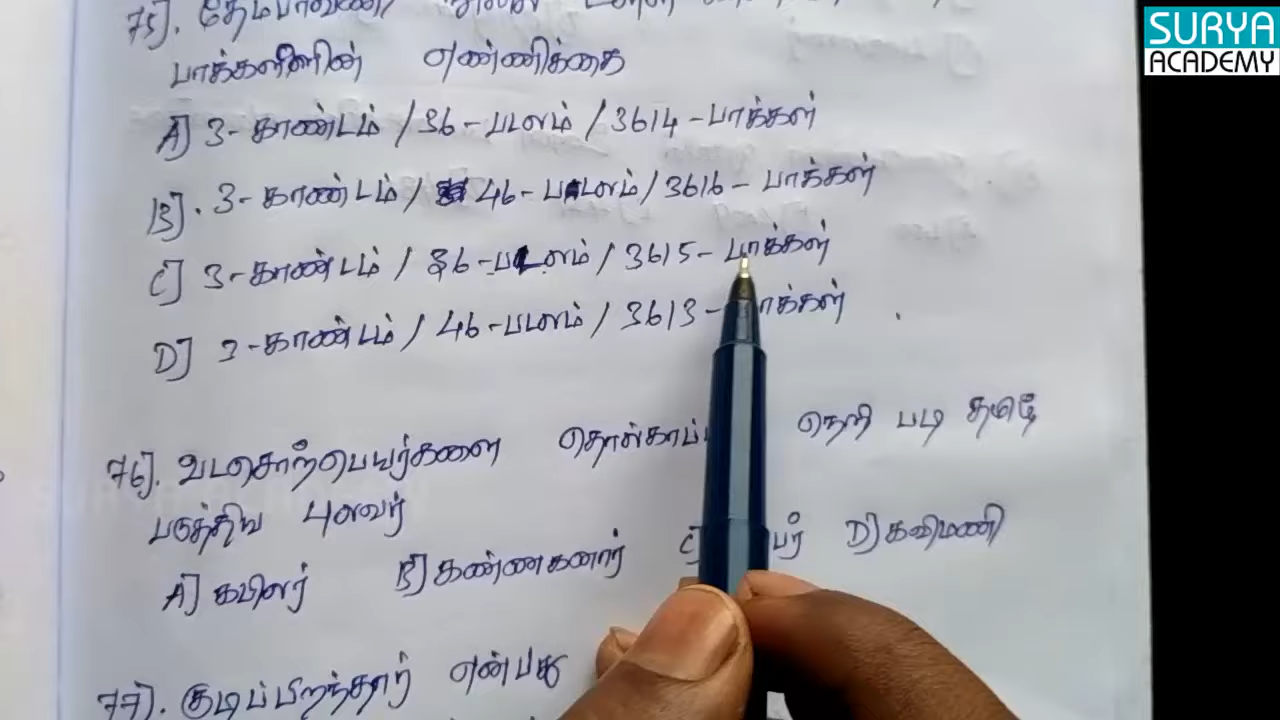 SURYA
ACADEMY
75]. தேம்பாவணி
பாக்களின் எண்ணிக்கை
A] 3-காண்டம் / 36-படலம் / 3614-பாக்கள்
B]. 3-காண்டம் / 46-படலம் / 3616-பாக்கள்
C] 3-காண்டம் / 36-படலம் / 3615-பாக்கள்
D] 3-காண்டம் / 46-படலம் / 3613-பாக்கள்
76]. வடசொற்பெயர்களை நெறி படி தமிழ்
படுத்திய புலவர்
A] கபிலர் B] கண்ணகனார் C] D] கவிமணி
77]. குடிப்பிறந்தார் என்பது